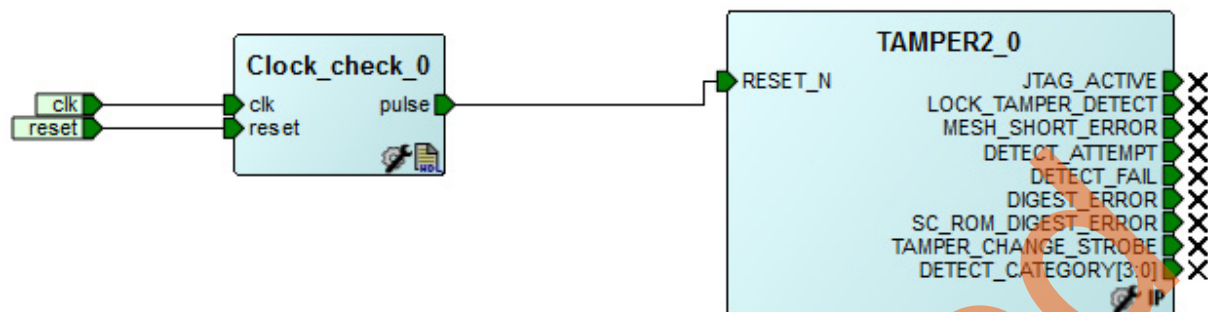 TAMPER2_0
Clock_check_0
RESET_N
JTAG_ACTIVE
clk
clk
pulse
LOCK_TAMPER_DETECT
reset
reset
MESH_SHORT_ERROR
DETECT_ATTEMPT
HDL
DETECT_FAIL
DIGEST_ERROR
SC_ROM_DIGEST_ERROR
TAMPER_CHANGE_STROBE
DETECT_CATEGORY[3:0]
IP